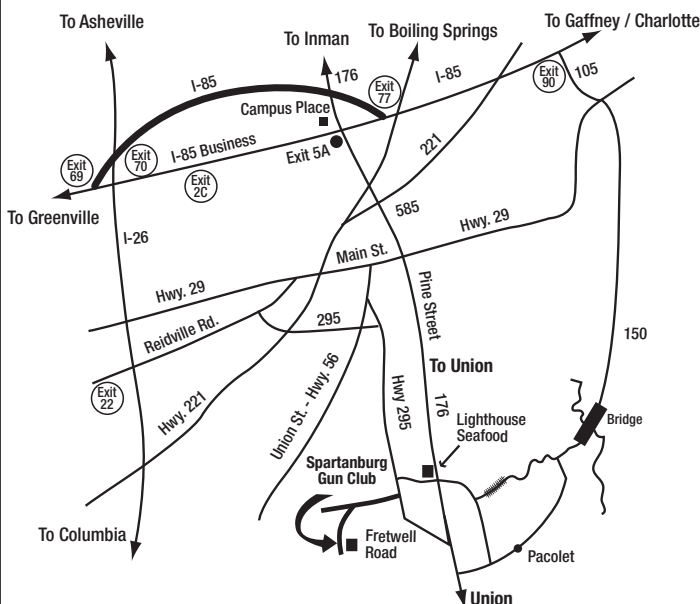 To Asheville
To Inman
To Boiling Springs
To Gaffney / Charlotte
I-85
176
I-85
Exit
90
105
Exit
77
Campus Place
Exit 5A
I-85 Business
Exit
70
Exit
69
Exit
2C
221
To Greenville
585
I-26
Hwy. 29
Main St.
Hwy. 29
Pine Street
Reidville Rd.
295
150
To Union
Exit
22
Hwy. 221
Union St. - Hwy. 56
Hwy 295
176
Lighthouse
Seafood
Bridge
Spartanburg
Gun Club
To Columbia
Fretwell
Road
Pacolet
Union